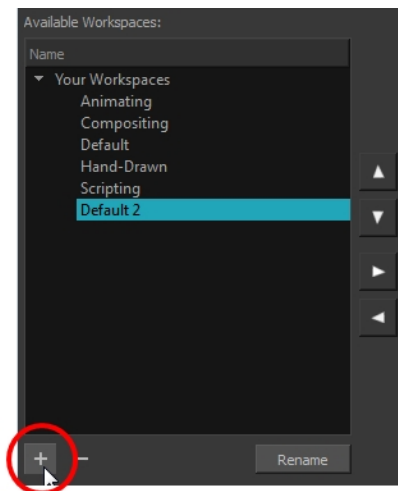 Available Workspaces:
Name
Your Workspaces
Animating
Compositing
Default
Hand-Drawn
Scripting
Default 2
Rename